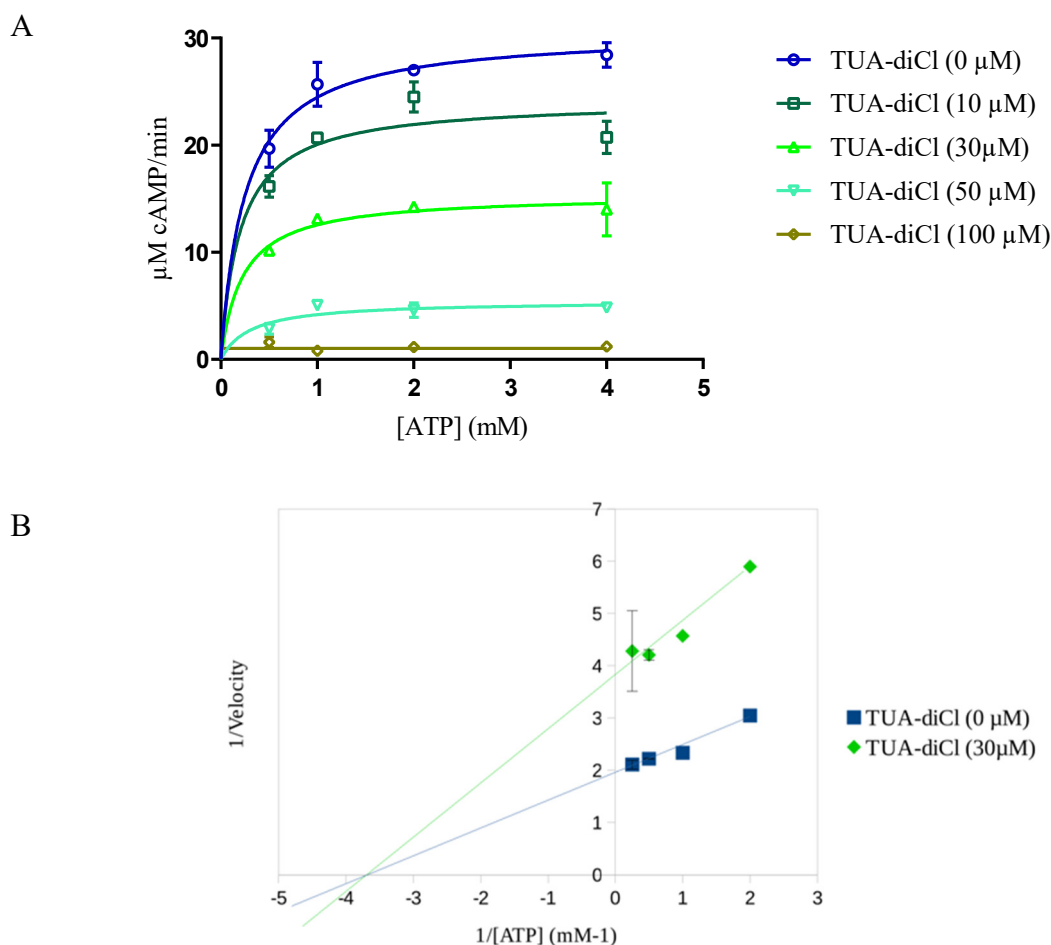 A
30
20
10
0
µM cAMP/min
0 1 2 3 4 5
[ATP] (mM)
TUA-diCl (0 µM)
TUA-diCl (10 µM)
TUA-diCl (30µM)
TUA-diCl (50 µM)
TUA-diCl (100 µM)
B
7
6
5
4
3
2
1
0
1/Velocity
-5 -4 -3 -2 -1 0 1 2 3
1/[ATP] (mM-1)
TUA-diCl (0 µM)
TUA-diCl (30µM)